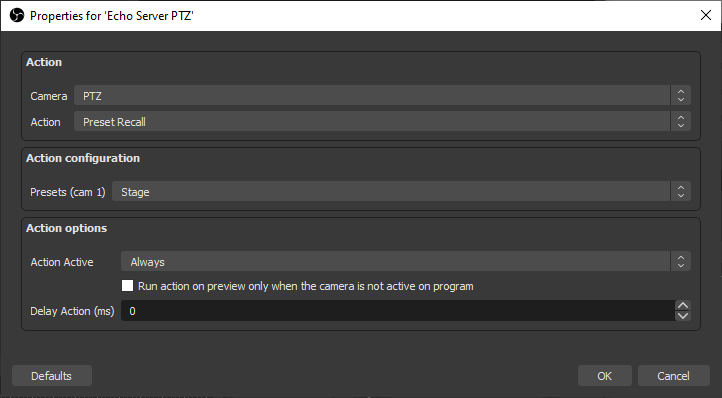 Properties for 'Echo Server PTZ'
Action
Camera PTZ
Action Preset Recall
Action configuration
Presets (cam 1) Stage
Action options
Action Active Always
Run action on preview only when the camera is not active on program
Delay Action (ms) 0
Defaults OK Cancel